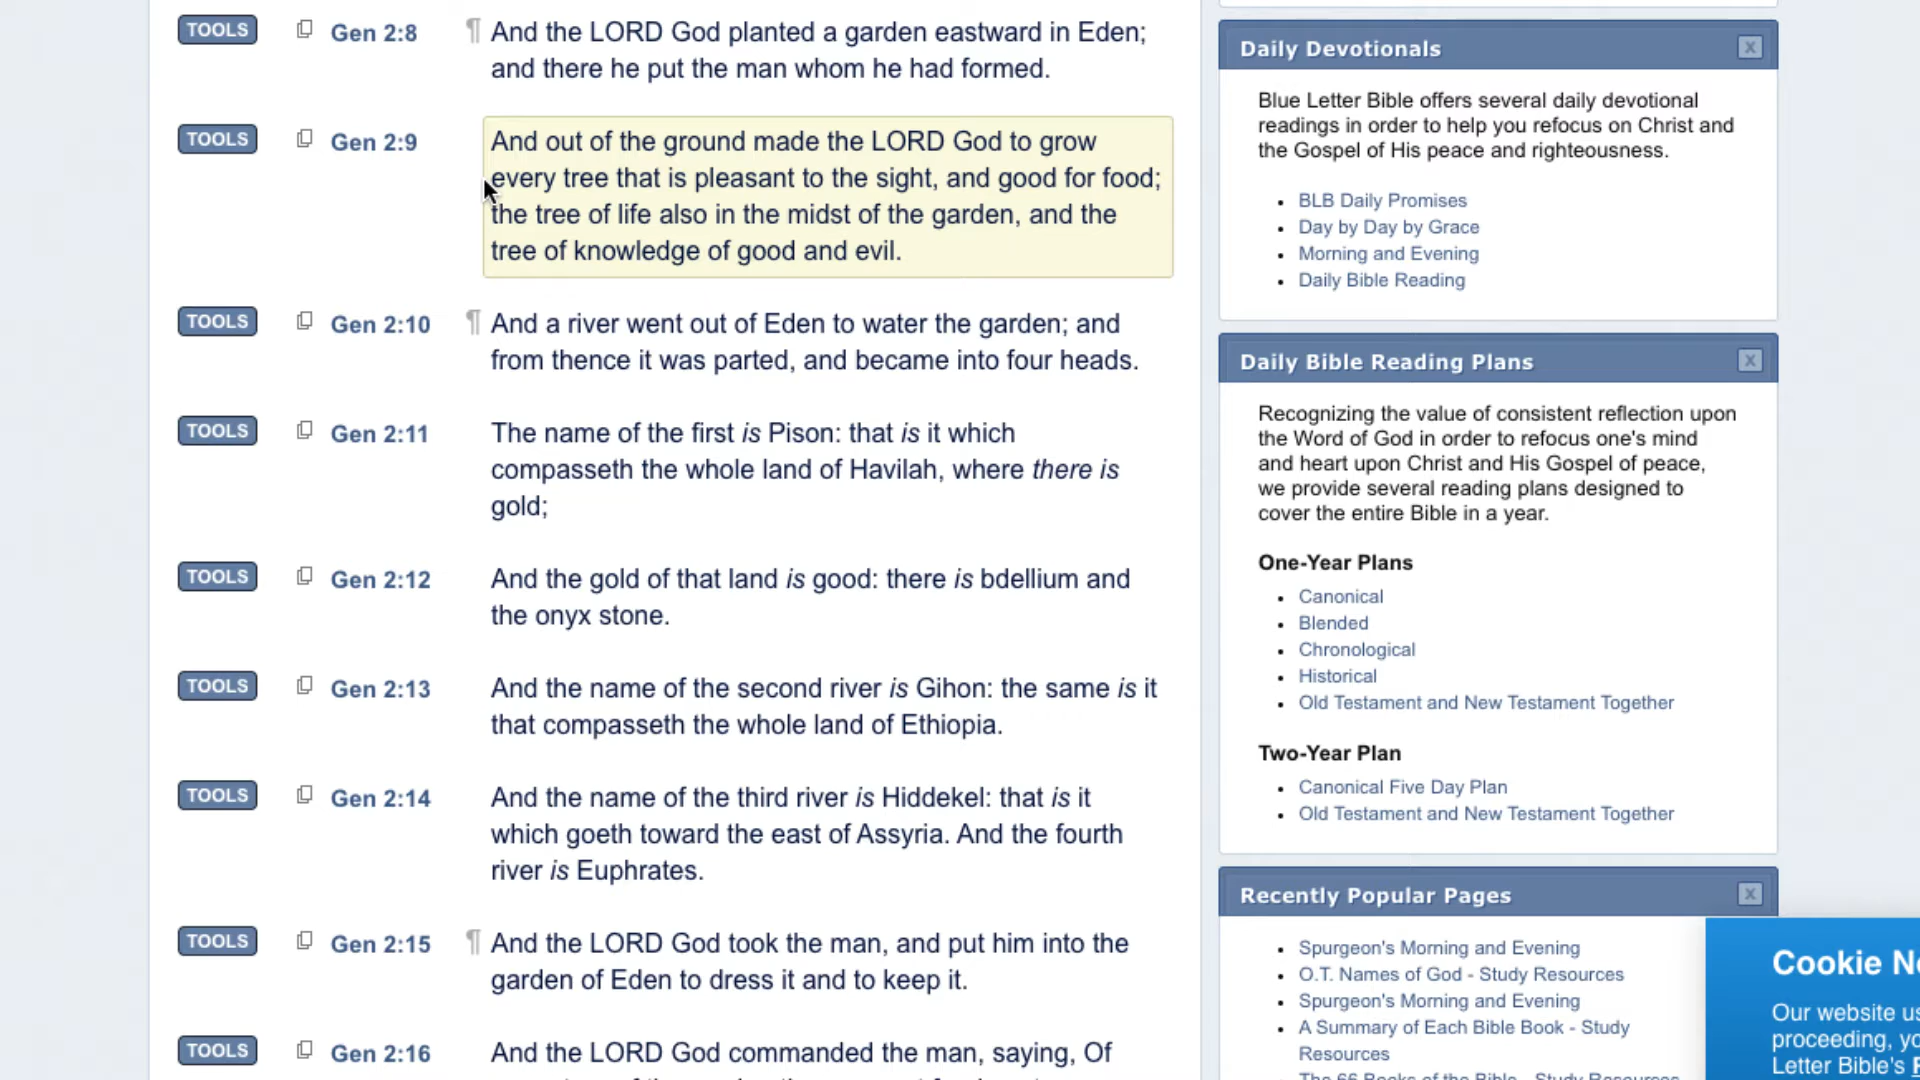 TOOLS Gen 2:8 ¶ And the LORD God planted a garden eastward in Eden;
and there he put the man whom he had formed.
TOOLS Gen 2:9 And out of the ground made the LORD God to grow
every tree that is pleasant to the sight, and good for food;
the tree of life also in the midst of the garden, and the
tree of knowledge of good and evil.
TOOLS Gen 2:10 ¶ And a river went out of Eden to water the garden; and
from thence it was parted, and became into four heads.
TOOLS Gen 2:11 The name of the first is Pison: that is it which
compasseth the whole land of Havilah, where there is
gold;
TOOLS Gen 2:12 And the gold of that land is good: there is bdellium and
the onyx stone.
TOOLS Gen 2:13 And the name of the second river is Gihon: the same is it
that compasseth the whole land of Ethiopia.
TOOLS Gen 2:14 And the name of the third river is Hiddekel: that is it
which goeth toward the east of Assyria. And the fourth
river is Euphrates.
TOOLS Gen 2:15 ¶ And the LORD God took the man, and put him into the
garden of Eden to dress it and to keep it.
TOOLS Gen 2:16 And the LORD God commanded the man, saying, Of
Daily Devotionals X
Blue Letter Bible offers several daily devotional
readings in order to help you refocus on Christ and
the Gospel of His peace and righteousness.
• BLB Daily Promises
• Day by Day by Grace
• Morning and Evening
• Daily Bible Reading
Daily Bible Reading Plans X
Recognizing the value of consistent reflection upon
the Word of God in order to refocus one's mind
and heart upon Christ and His Gospel of peace,
we provide several reading plans designed to
cover the entire Bible in a year.
One-Year Plans
• Canonical
• Blended
• Chronological
• Historical
• Old Testament and New Testament Together
Two-Year Plan
• Canonical Five Day Plan
• Old Testament and New Testament Together
Recently Popular Pages X
• Spurgeon's Morning and Evening
• O.T. Names of God - Study Resources
• Spurgeon's Morning and Evening
• A Summary of Each Bible Book - Study
Resources
The 66 Books of the Bible - Study Resources
Cookie
Our website
proceeding,
Letter Bible's